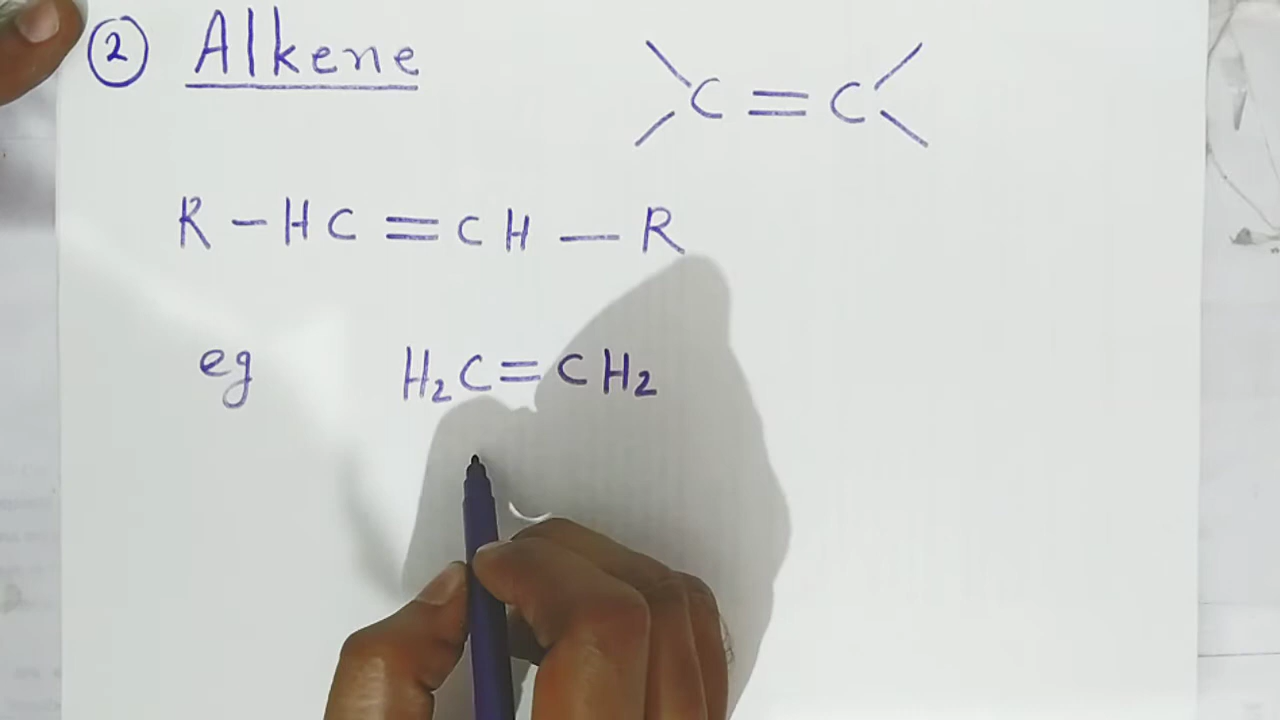 ② Alkene
C = C
R - HC = CH - R
eg H₂C = CH₂